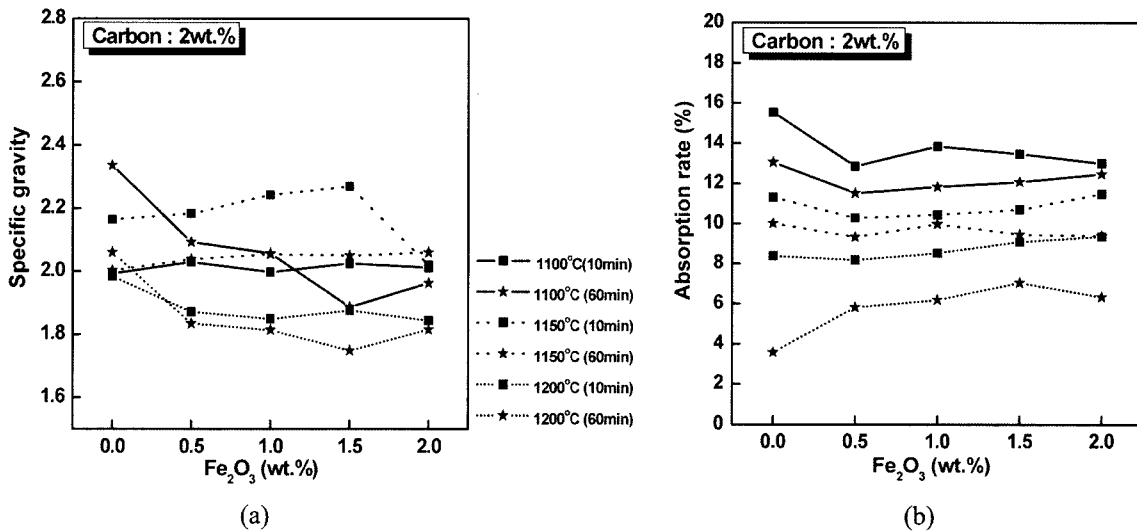 Carbon : 2wt.%
Specific gravity
2.8
2.6
2.4
2.2
2.0
1.8
1.6
0.0 0.5 1.0 1.5 2.0
Fe₂O₃ (wt.%)
(a)
1100°C(10min)
1100°C (60min)
1150°C (10min)
1150°C (60min)
1200°C (10min)
1200°C (60min)
Carbon : 2wt.%
Absorption rate (%)
20
18
16
14
12
10
8
6
4
2
0
0.0 0.5 1.0 1.5 2.0
Fe₂O₃ (wt.%)
(b)